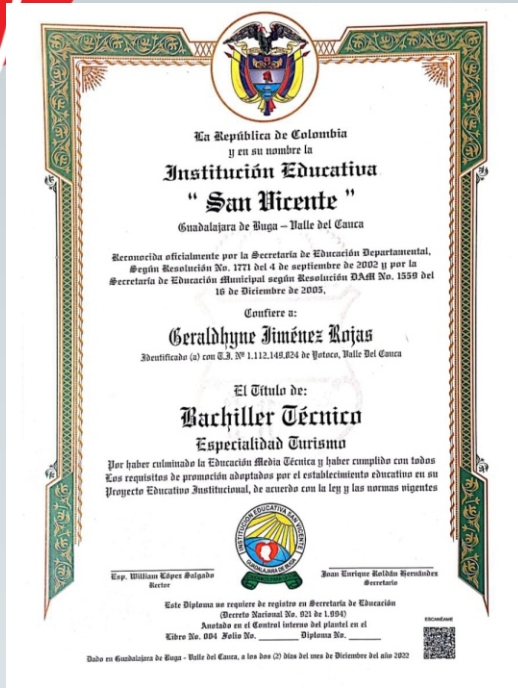 La República de Colombia
y en su nombre la
Institución Educativa
“ San Vicente ”
Guadalajara de Buga – Valle del Cauca
Reconocida oficialmente por la Secretaría de Educación Departamental,
Según Resolución No. 1771 del 4 de septiembre de 2002 y por la
Secretaría de Educación Municipal según Resolución DAM No. 1559 del
16 de Diciembre de 2005,
Confiere a:
Geraldhyne Jiménez Rojas
Identificado (a) con T.I. Nº 1.112.149.824 de Yotoco, Valle Del Cauca
El Título de:
Bachiller Técnico
Especialidad Turismo
Por haber culminado la Educación Media Técnica y haber cumplido con todos
Los requisitos de promoción adoptados por el establecimiento educativo en su
Proyecto Educativo Institucional, de acuerdo con la ley y las normas vigentes
INSTITUCIÓN EDUCATIVA SAN VICENTE
GUADALAJARA DE BUGA
Esp. William López Salgado
Rector
Juan Enrique Roldán Hernández
Secretario
Este Diploma no requiere de registro en Secretaría de Educación
(Decreto Nacional No. 921 de 1.994)
Anotado en el Control interno del plantel en el
Libro No. 004 Folio No. ________ Diploma No. ________
ESCANÉAME
Dado en Guadalajara de Buga - Valle del Cauca, a los dos (2) días del mes de Diciembre del año 2022